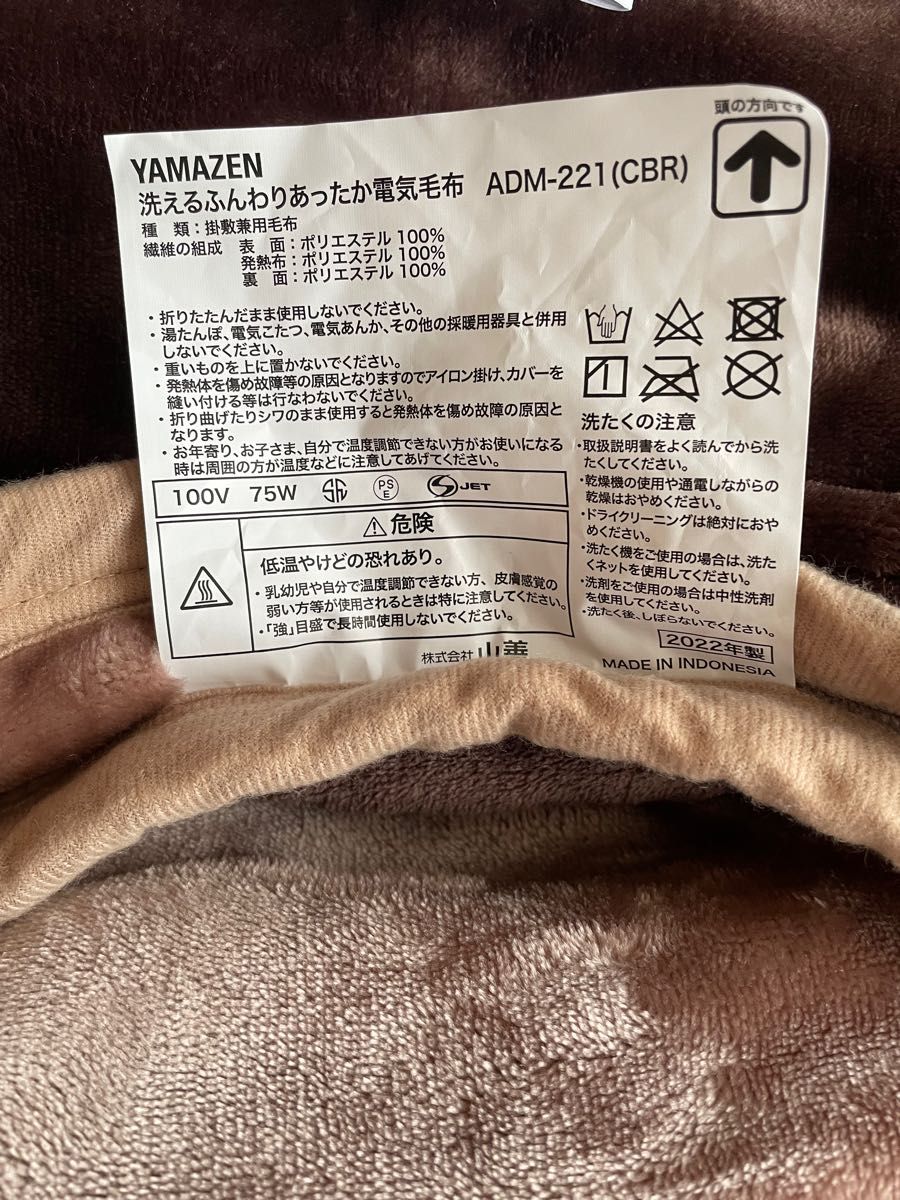 頭の方向です
YAMAZEN
洗えるふんわりあったか電気毛布 ADM-221(CBR)
種 類：掛敷兼用毛布
繊維の組成 表 面：ポリエステル 100%
発熱布：ポリエステル 100%
裏 面：ポリエステル 100%
・折りたたんだまま使用しないでください。
・湯たんぽ、電気こたつ、電気あんか、その他の採暖用器具と併用
しないでください。
・重いものを上に置かないでください。
・発熱体を傷め故障等の原因となりますのでアイロン掛け、カバーを
縫い付ける等は行なわないでください。
・折り曲げたりシワのまま使用すると発熱体を傷め故障の原因と
なります。
・お年寄り、お子さま、自分で温度調節できない方がお使いになる
時は周囲の方が温度などに注意してあげてください。
100V 75W PS E S JET
危険
低温やけどの恐れあり。
・乳幼児や自分で温度調節できない方、皮膚感覚の
弱い方等が使用されるときは特に注意してください。
・「強」目盛で長時間使用しないでください。
株式会社 山善
洗たくの注意
・取扱説明書をよく読んでから洗
たくしてください。
・乾燥機の使用や通電しながらの
乾燥はおやめください。
・ドライクリーニングは絶対におや
めください。
・洗たく機をご使用の場合は、洗た
くネットを使用してください。
・洗剤をご使用の場合は中性洗剤
を使用してください。
・洗たく後、しぼらないでください。
2022年製
MADE IN INDONESIA